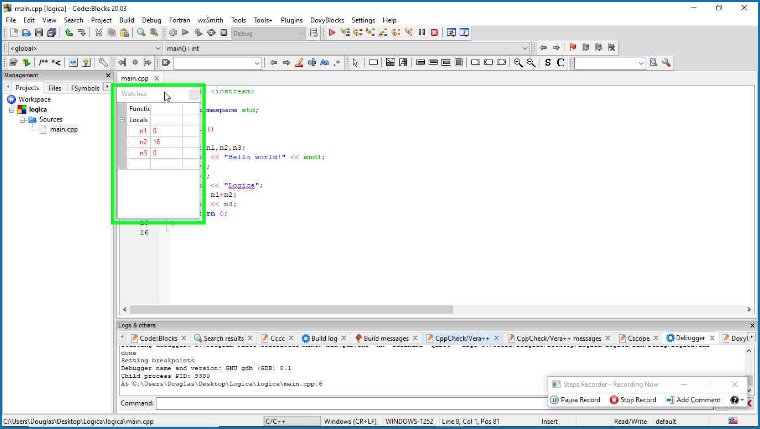 main.cpp [logica] - Code::Blocks 20.03
File Edit View Search Project Build Debug Fortran wxSmith Tools Tools+ Plugins DoxyBlocks Settings Help
Debug
<global> main() : int
/** *< S C
Management
Projects Files FSymbols
Workspace
logica
Sources
main.cpp
main.cpp
Watches
Functic
Locals
n1 0
n2 16
n3 0
<iostream>
mespace std;
()
n1,n2,n3;
<< "Hello world!" << endl;
;
;
<< "Logica";
n1+n2;
<< n3;
turn 0;
15
16
Logs & others
Code::Blocks Search results Cccc Build log Build messages CppCheck/Vera++ CppCheck/Vera++ messages Cscope Debugger Doxyl
done
Setting breakpoints
Debugger name and version: GNU gdb (GDB) 8.1
Child process PID: 9300
At C:\Users\Douglas\Desktop\Logica\logica\main.cpp:8
Command:
Steps Recorder - Recording Now
Pause Record Stop Record Add Comment
C:\Users\Douglas\Desktop\Logica\logica\main.cpp C/C++ Windows (CR+LF) WINDOWS-1252 Line 8, Col 1, Pos 81 Insert Read/Write default